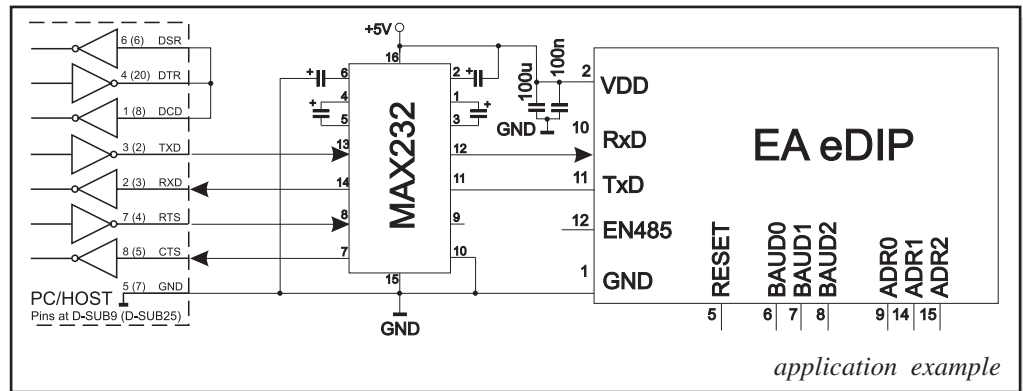 +5V
6 (6) DSR
4 (20) DTR
1 (8) DCD
3 (2) TXD
2 (3) RXD
7 (4) RTS
8 (5) CTS
5 (7) GND
PC/HOST
Pins at D-SUB9 (D-SUB25)
16
+ 6
+ 4
5
13
14
8
7
15
GND
MAX232
2 +
1 +
3
12
11
9
10
100u
100n
GND
2 VDD
10 RxD
11 TxD
12 EN485
1 GND
EA eDIP
RESET
BAUD0
BAUD1
BAUD2
ADR0
ADR1
ADR2
5 6 7 8 9 14 15
application example